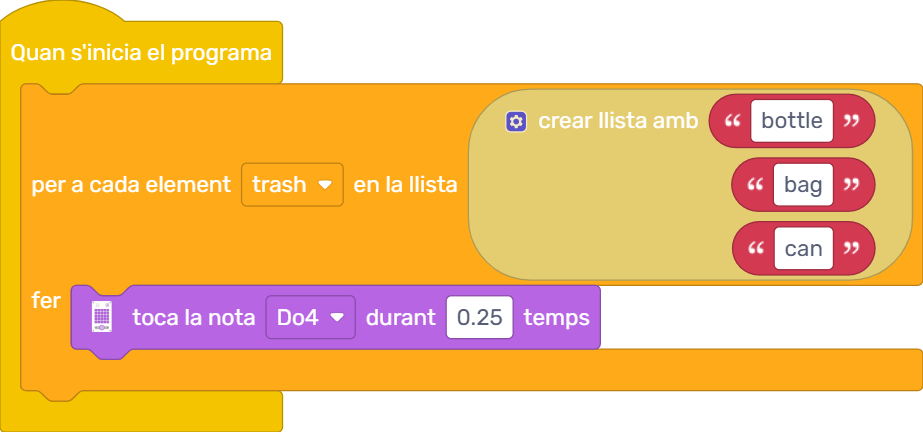 Quan s'inicia el programa
crear llista amb “ bottle ”
per a cada element trash en la llista “ bag ”
“ can ”
fer
toca la nota Do4 durant 0.25 temps